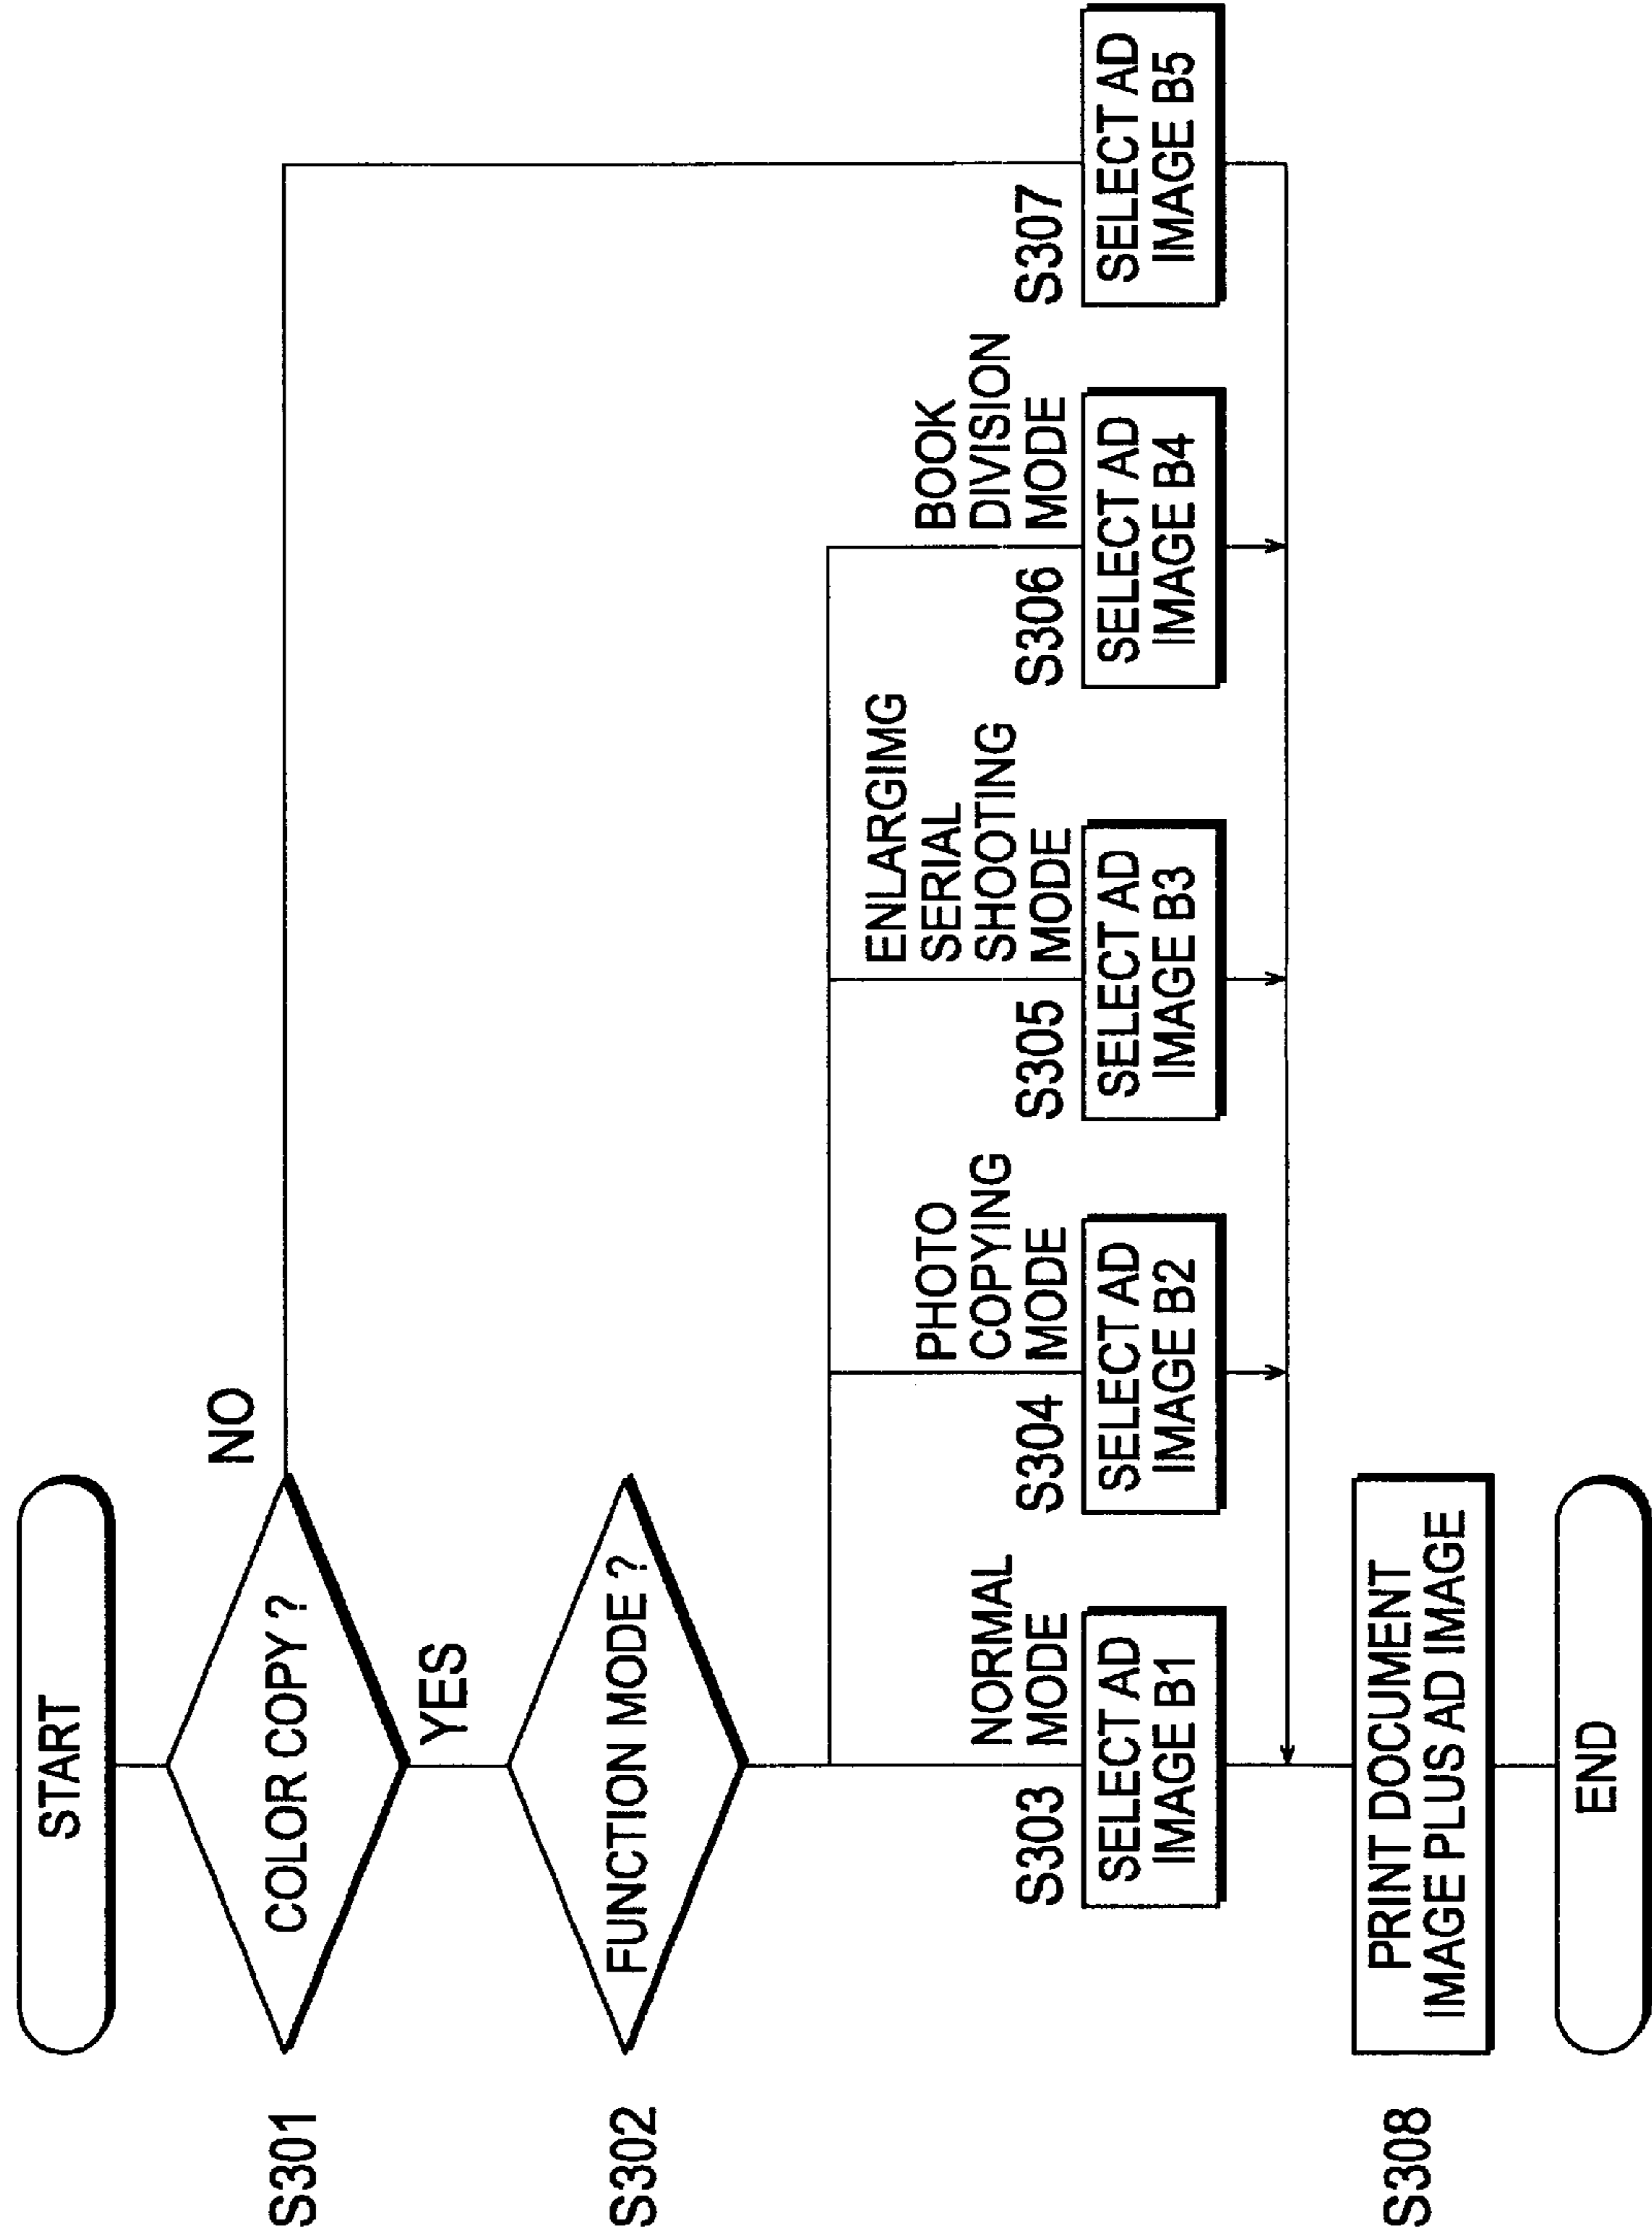 START
S301
COLOR COPY ?
NO
YES
S302
FUNCTION MODE ?
NORMAL
MODE
PHOTO
COPYING
MODE
ENLARGIMG
SERIAL
SHOOTING
MODE
BOOK
DIVISION
MODE
S303
SELECT AD
IMAGE B1
S304
SELECT AD
IMAGE B2
S305
SELECT AD
IMAGE B3
S306
SELECT AD
IMAGE B4
S307
SELECT AD
IMAGE B5
S308
PRINT DOCUMENT
IMAGE PLUS AD IMAGE
END